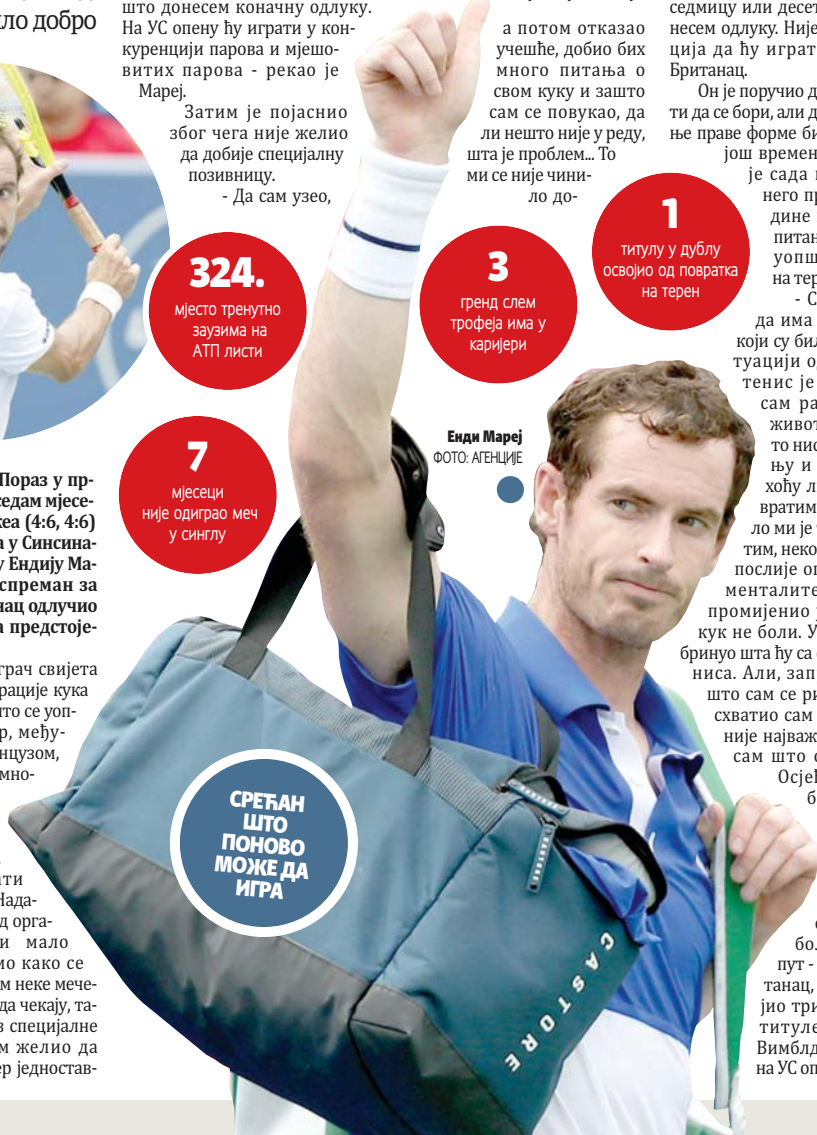 ло добро
Пораз у пр-
седам мјесе-
кеа (4:6, 4:6)
а у Синсина-
у Ендију Ма-
спреман за
нац одлучио
а предстоје-
грач свијета
рације кука
што се уоп-
р, међу-
нцузом,
мно-
ати
Нада-
д орга-
и мало
мо како се
м неке мече-
да чекају, та-
з специјалне
м желио да
ер једностав-
што донесем коначну одлуку.
На УС опену ћу играти у кон-
куренцији парова и мјешо-
витих парова - рекао је
Мареј.
Затим је појаснио
због чега није желио
да добије специјалну
позивницу.
- Да сам узео,
а потом отказао
учешће, добио бих
много питања о
свом куку и зашто
сам се повукао, да
ли нешто није у реду,
шта је проблем... То
ми се није чини-
ло до-
седмицу или десет
несем одлуку. Није
ција да ћу играт
Британац.
Он је поручио д
ти да се бори, али д
ње праве форме би
још времен
је сада
него пр
дине
питан
уопш
на тер
- С
да има
који су бил
туацији о
тенис је
сам ра
живот
то нис
њу и
хоћу л
вратим
ло ми је
тим, неко
послије оп
менталите
промијенио ј
кук не боли. У
бринуо шта ћу са
ниса. Али, зап
што сам се ри
схватио сам
није најваж
сам што
Осјећ
б
бол
пут -
танац,
јио три
титуле
Вимблд
на УС оп
324.
мјесто тренутно
заузима на
АТП листи
3
гренд слем
трофеја има у
каријери
1
титулу у дублу
освојио од повратка
на терен
7
мјесеци
није одиграо меч
у синглу
Енди Мареј
ФОТО: АГЕНЦИЈЕ
СРЕЋАН
ШТО
ПОНОВО
МОЖЕ ДА
ИГРА
CASTORE